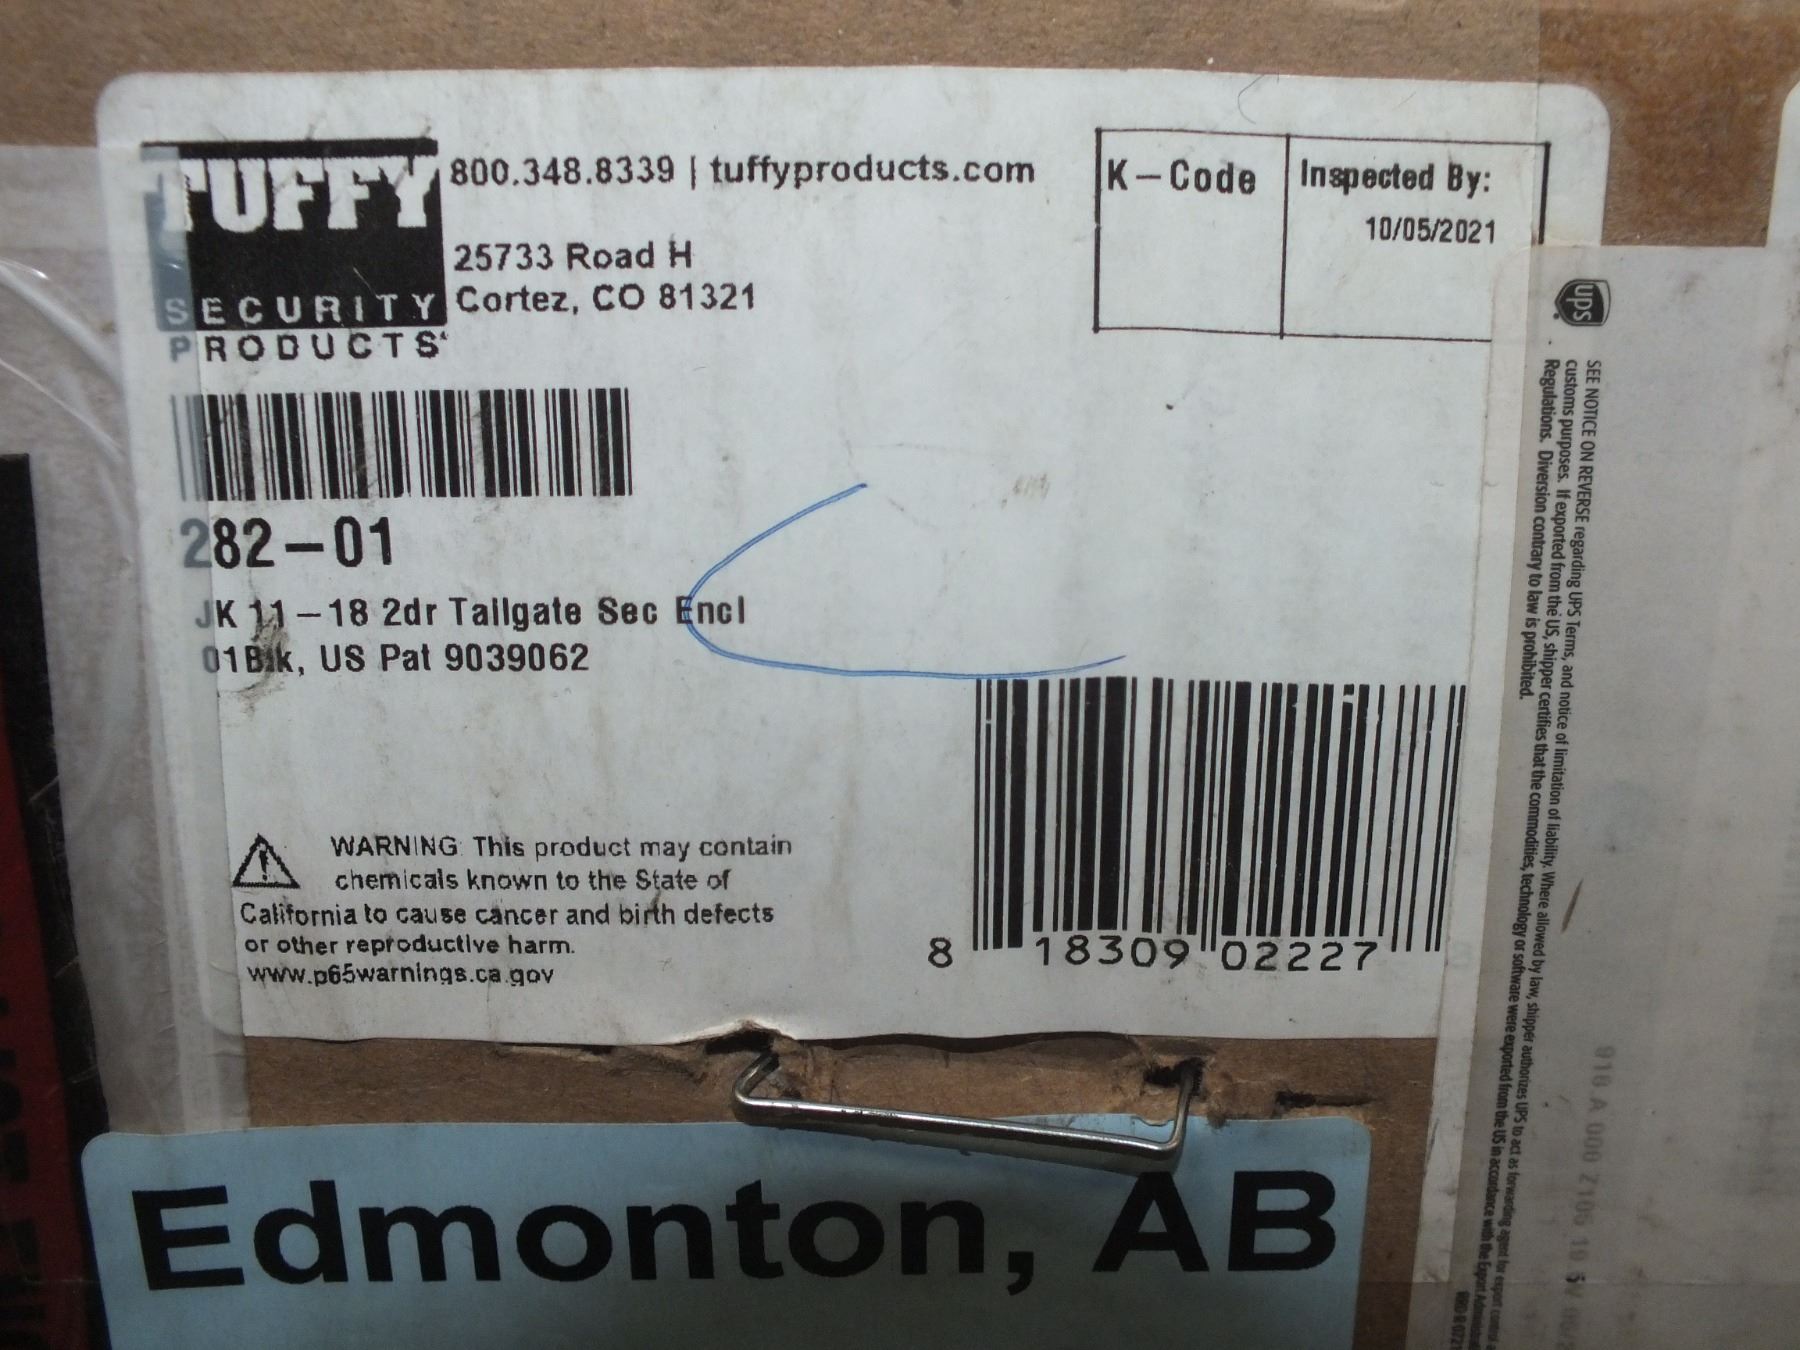 TUFFY
SECURITY
PRODUCTS
800.348.8339 | tuffyproducts.com
25733 Road H
Cortez, CO 81321
K-Code
Inspected By:
10/05/2021
282-01
JK 11-18 2dr Tailgate Sec Encl
01Blk, US Pat 9039062
WARNING: This product may contain
chemicals known to the State of
California to cause cancer and birth defects
or other reproductive harm.
www.p65warnings.ca.gov
8 18309 02227
ups
SEE NOTICE ON REVERSE regarding UPS Terms, and notice of limitation of liability. Where allowed by law, shipper authorizes UPS to act as forwarding agent for export control
customs purposes. If exported from the US, shipper certifies that the commodities, technology or software were exported from the US in accordance with the Export
Regulations. Diversion contrary to law is prohibited.
Edmonton, AB